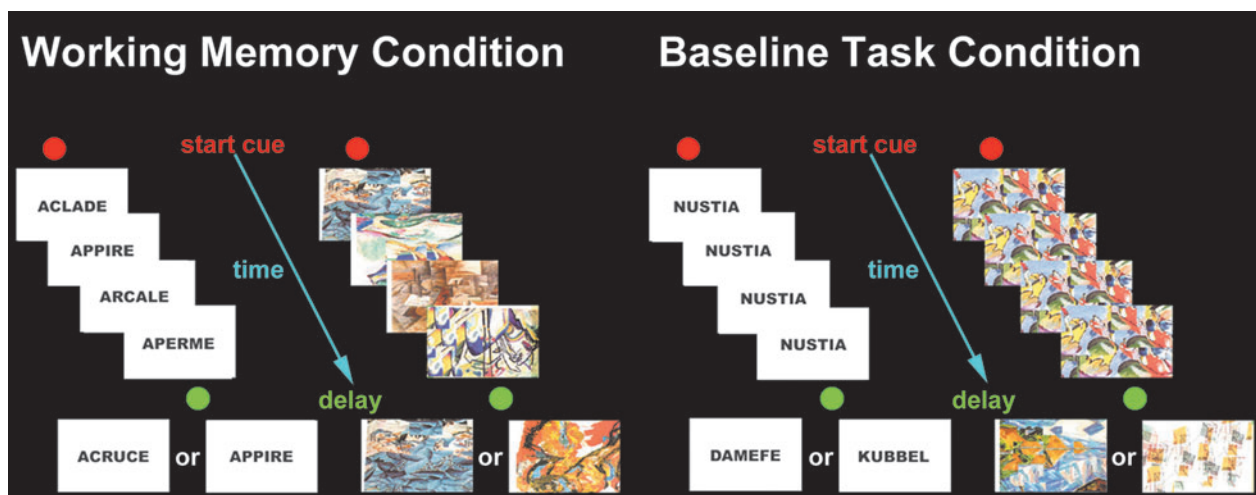 Working Memory Condition
Baseline Task Condition
start cue
ACLADE
APPIRE
ARCALE
APERME
time
delay
ACRUCE or APPIRE
or
start cue
NUSTIA
NUSTIA
NUSTIA
NUSTIA
time
delay
DAMEFE or KUBBEL
or